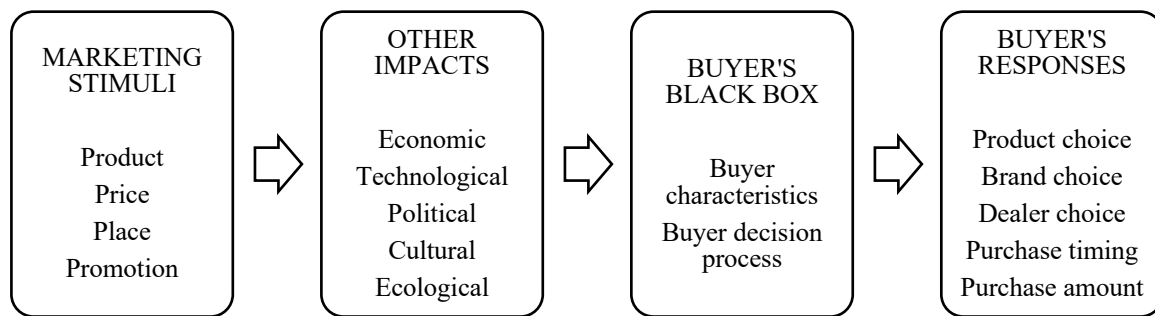 MARKETING
STIMULI
Product
Price
Place
Promotion
OTHER
IMPACTS
Economic
Technological
Political
Cultural
Ecological
BUYER'S
BLACK BOX
Buyer
characteristics
Buyer decision
process
BUYER'S
RESPONSES
Product choice
Brand choice
Dealer choice
Purchase timing
Purchase amount